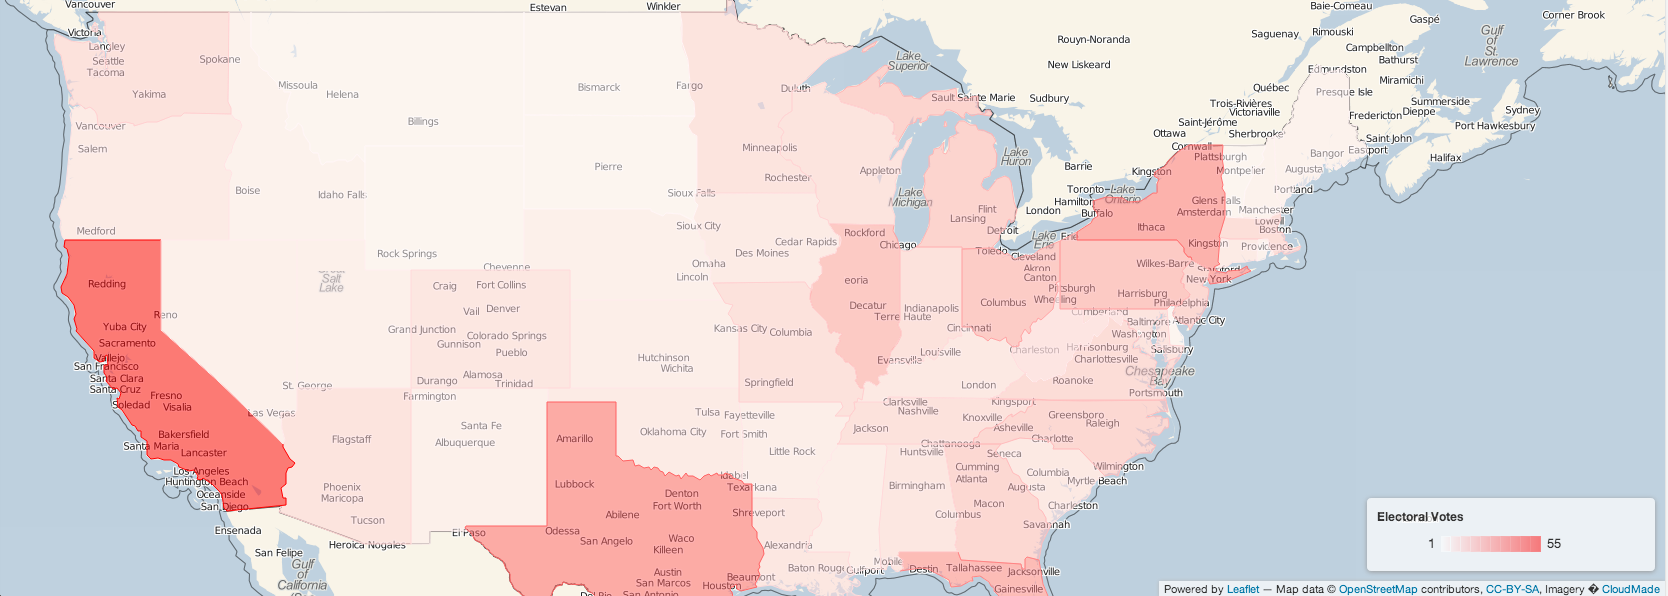 Vancouver
Estevan
Winkler
Baie-Comeau
Gaspé
Corner Brook
Victoria
Langley
Seattle
Tacoma
Spokane
Yakima
Missoula
Helena
Bismarck
Fargo
Duluth
Lake
Superior
Rouyn-Noranda
New Liskeard
Saguenay
Rimouski
Campbellton
Bathurst
Gulf
of
St.
Lawrence
Edmundston
Miramichi
Presque Isle
Québec
Sault Sainte Marie
Sudbury
Trois-Rivières
Victoriaville
Summerside
Dieppe
Fredericton
Sydney
Port Hawkesbury
Saint-Jérôme
Ottawa
Sherbrooke
Saint-John
Halifax
Vancouver
Salem
Billings
Pierre
Minneapolis
Rochester
Appleton
Lake
Huron
Barrie
Cornwall
Plattsburgh
Montpelier
Bangor
Eastport
Augusta
Kingston
Boise
Idaho Falls
Sioux Falls
Lake
Michigan
Toronto
Lake
Ontario
Hamilton
Buffalo
London
Portland
Glens Falls
Amsterdam
Manchester
Lowell
Boston
Medford
Sioux City
Flint
Lansing
Detroit
Ithaca
Rockford
Cedar Rapids
Chicago
Lake
Erie
Erie
Kingston
Providence
Rock Springs
Cheyenne
Omaha
Lincoln
Des Moines
Toledo
Cleveland
Akron
Canton
Wilkes-Barre
Stamford
New York
Great
Salt
Lake
Redding
Craig
Fort Collins
eoria
Pittsburgh
Wheeling
Harrisburg
Philadelphia
Columbus
Reno
Vail
Denver
Decatur
Terre Haute
Indianapolis
Cumberland
Baltimore
Atlantic City
Yuba City
Grand Junction
Colorado Springs
Gunnison
Pueblo
Kansas City
Columbia
Cincinnati
Washington
Sacramento
Vallejo
San Francisco
Santa Clara
Santa Cruz
Hutchinson
Wichita
Evansville
Louisville
Charleston
Harrisonburg
Charlottesville
Salisbury
Chesapeake
Bay
St. George
Durango
Alamosa
Trinidad
Farmington
Springfield
London
Roanoke
Portsmouth
Fresno
Soledad
Visalia
Las Vegas
Tulsa
Fayetteville
Clarksville
Nashville
Kingsport
Knoxville
Greensboro
Raleigh
Bakersfield
Santa Maria
Lancaster
Flagstaff
Santa Fe
Albuquerque
Amarillo
Oklahoma City
Fort Smith
Jackson
Asheville
Charlotte
Los Angeles
Huntington Beach
Oceanside
San Diego
Little Rock
Chattanooga
Huntsville
Seneca
Cumming
Atlanta
Columbia
Wilmington
Phoenix
Maricopa
Lubbock
Idabel
Texarkana
Birmingham
Augusta
Myrtle Beach
Denton
Fort Worth
Abilene
Shreveport
Macon
Columbus
Charleston
Savannah
Tucson
Ensenada
Heroica Nogales
El Paso
Odessa
San Angelo
Waco
Killeen
Alexandria
San Felipe
Gulf
of
California
Mobile
Baton Rouge
Gulfport
Destin
Tallahassee
Jacksonville
Gainesville
Austin
San Marcos
San Antonio
Houston
Beaumont
Del Rio
Electoral Votes
1
55
Powered by Leaflet — Map data © OpenStreetMap contributors, CC-BY-SA, Imagery � CloudMade